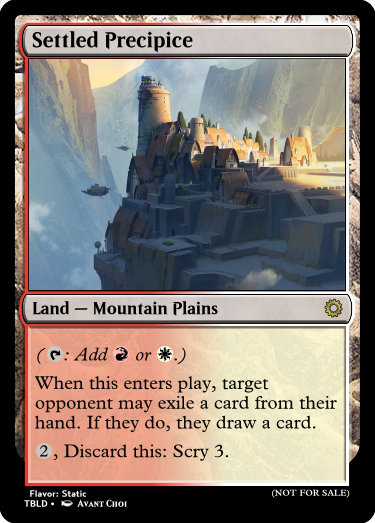 Settled Precipice
Land — Mountain Plains
( : Add or .)
When this enters play, target
opponent may exile a card from their
hand. If they do, they draw a card.
2, Discard this: Scry 3.
Flavor: Static
(NOT FOR SALE)
TBLD • Avant Choi